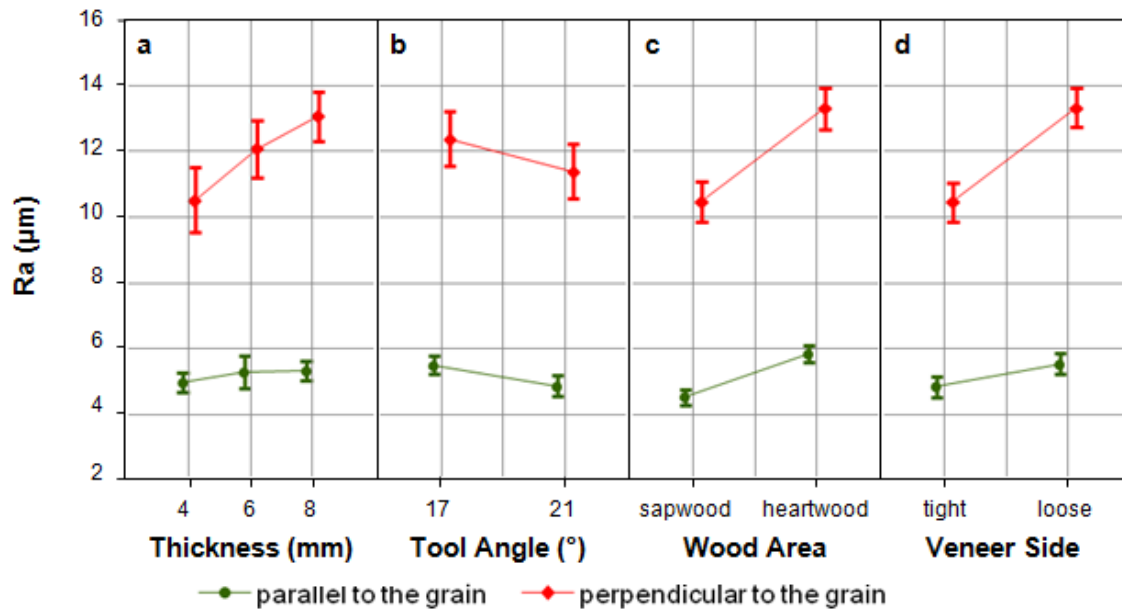 a b c d
16
14
12
10
8
6
4
2
Ra (µm)
4 6 8 17 21 sapwood heartwood tight loose
Thickness (mm) Tool Angle (°) Wood Area Veneer Side
parallel to the grain perpendicular to the grain